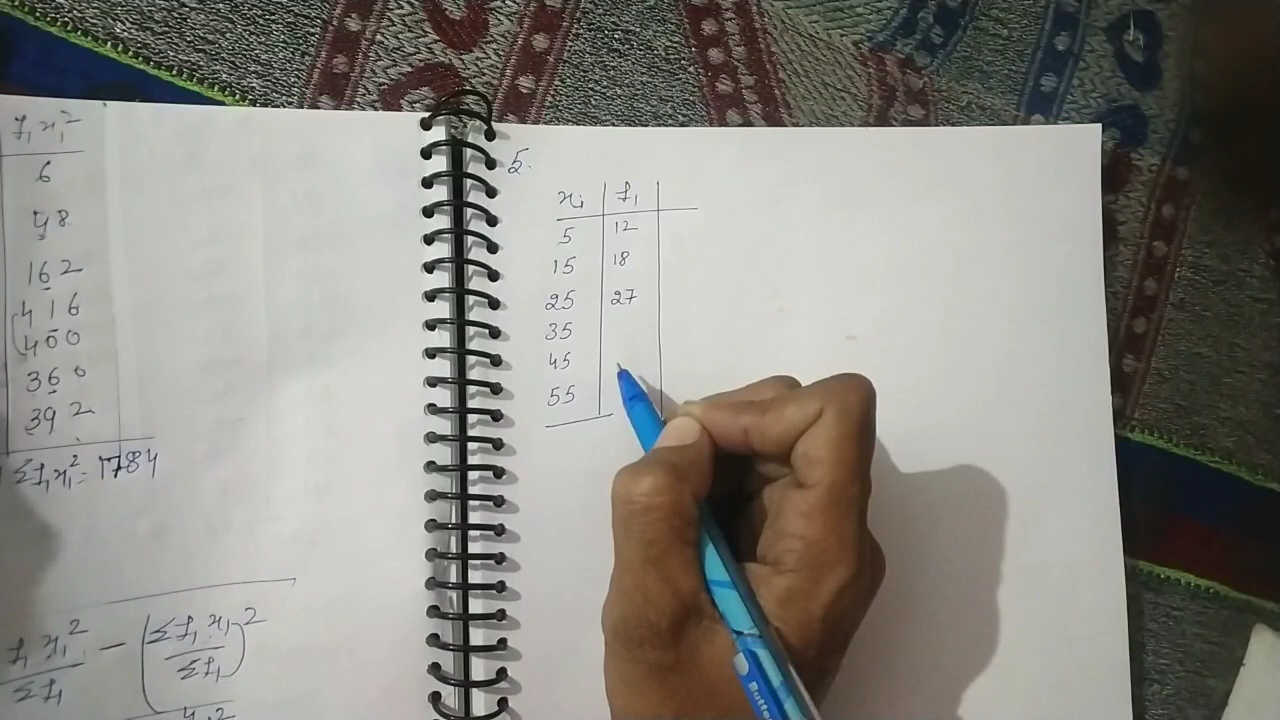 f₁x₁²
6
48
162
416
400
360
392
Σf₁x₁² = 1784
f₁x₁²/Σf₁ − (Σf₁x₁/Σf₁)²
5.
xᵢ f₁
5 12
15 18
25 27
35
45
55
Butter